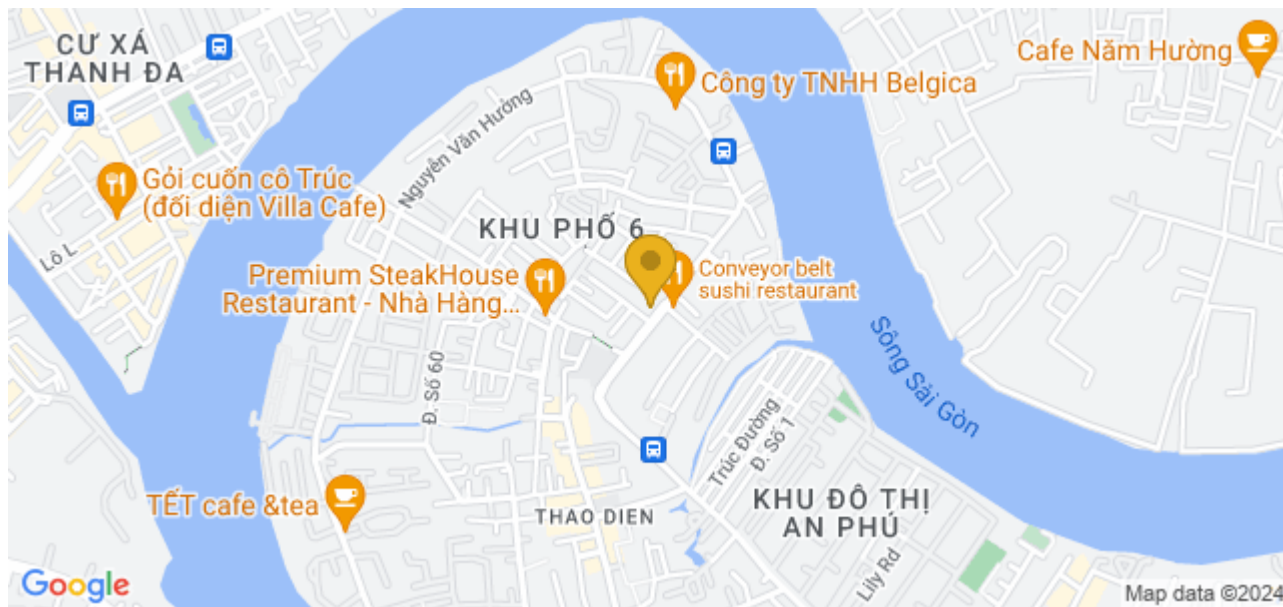 CƯ XÁ
THANH ĐA
Cafe Năm Hường
Công ty TNHH Belgica
Nguyễn Văn Hưởng
Gỏi cuốn cô Trúc
(đối diện Villa Cafe)
Lô L
KHU PHỐ 6
Premium SteakHouse
Restaurant - Nhà Hàng...
Conveyor belt
sushi restaurant
Sông Sài Gòn
Đ. Số 60
Trúc Đường
Đ. Số 1
TẾT cafe &tea
THAO DIEN
KHU ĐÔ THỊ
AN PHÚ
Lily Rd
Google
Map data ©2024